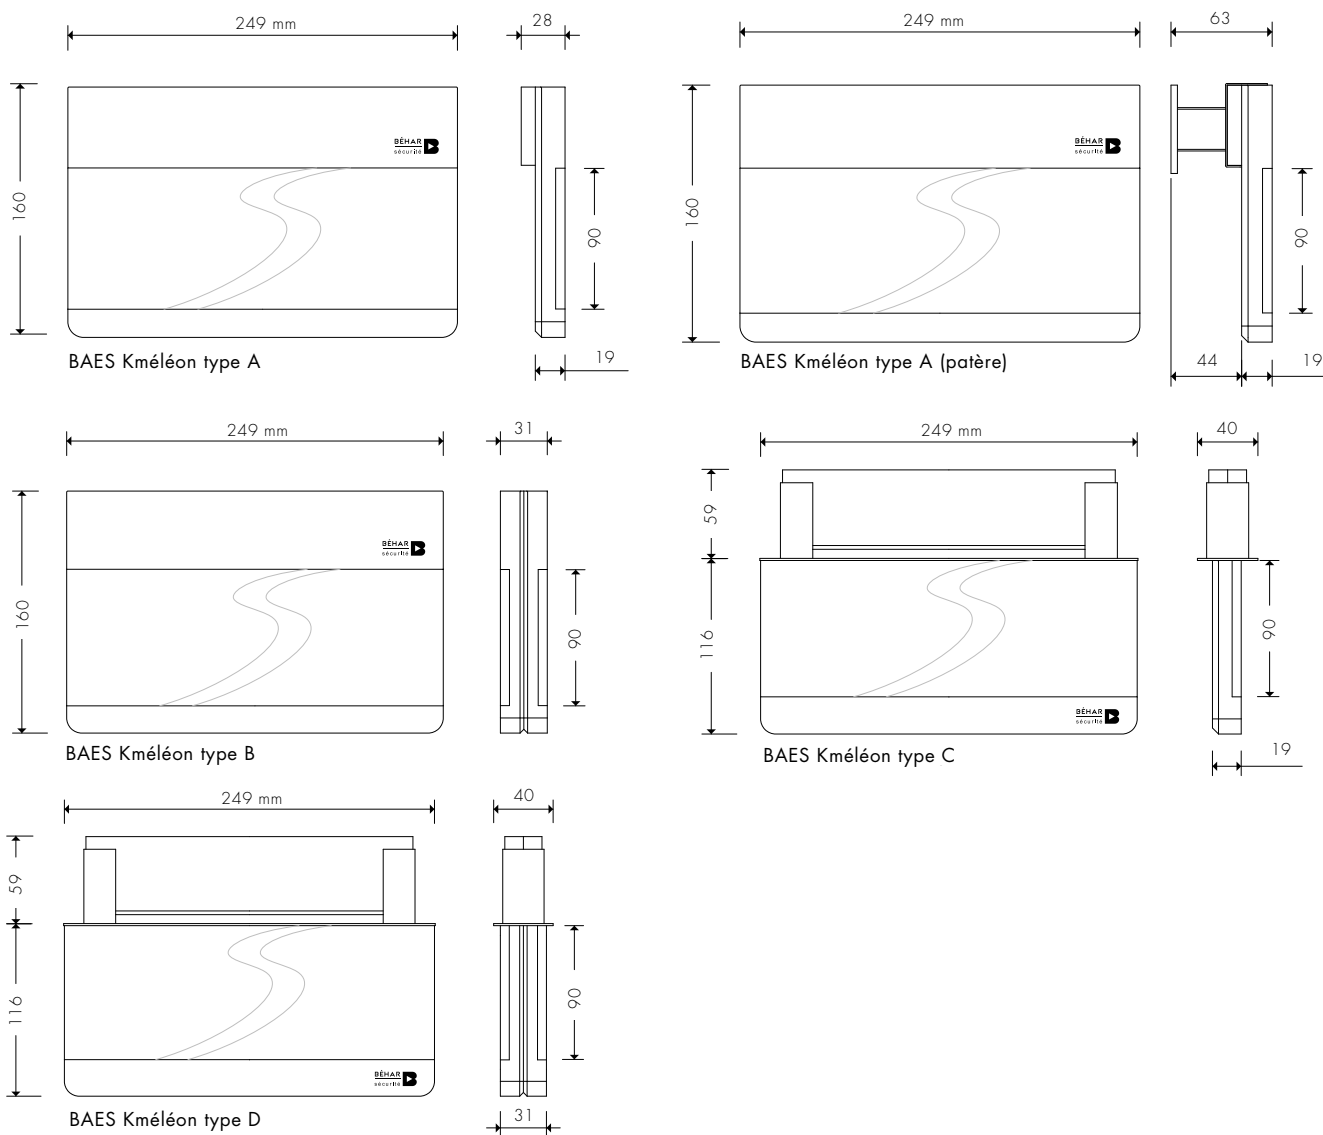 249 mm
28
160
BÉHAR
sécurité
90
19
BAES Kméléon type A
249 mm
63
160
BÉHAR
sécurité
90
44
19
BAES Kméléon type A (patère)
249 mm
31
160
BÉHAR
sécurité
90
BAES Kméléon type B
249 mm
40
59
116
BÉHAR
sécurité
90
19
BAES Kméléon type C
249 mm
40
59
116
BÉHAR
sécurité
90
31
BAES Kméléon type D